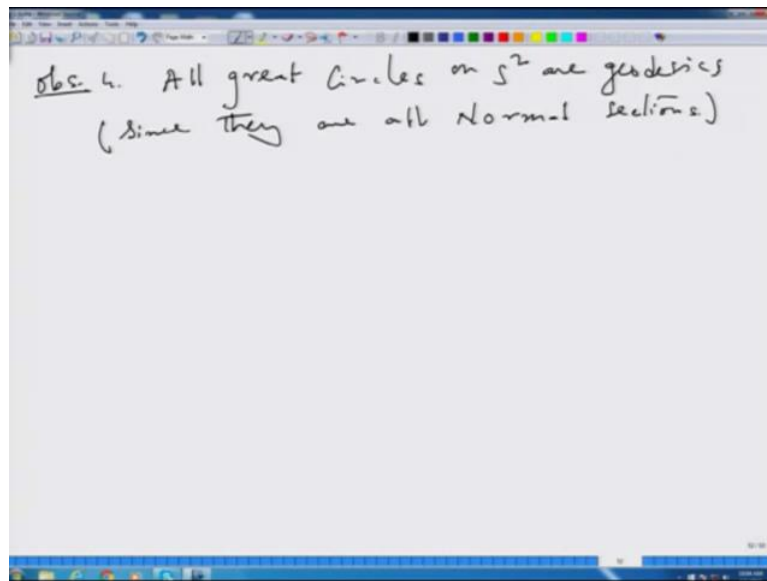 obs. 4. All great Circles on S² are geodesics
(Since They are all Normal sections.)